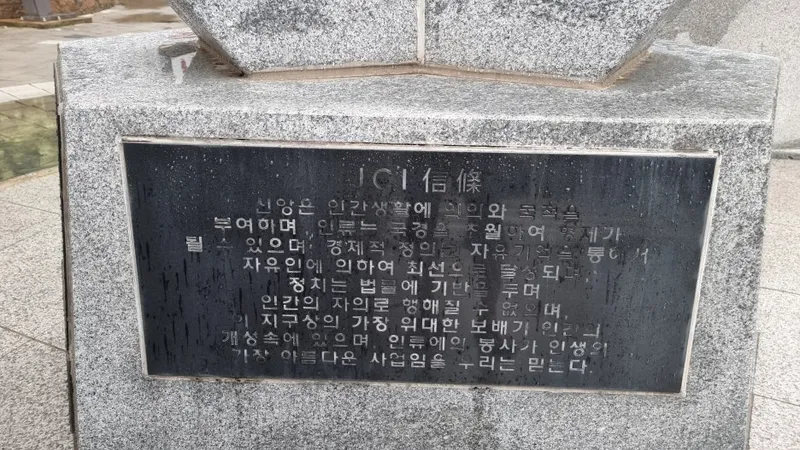 JCI 信條
신앙은 인간생활에 의의와 목적을
부여하며, 인류는 국경을 초월하여 형제가
될 수 있으며, 경제적 정의는 자유기업을 통해서
자유인에 의하여 최선으로 달성되며,
정치는 법률에 기반을 두며
인간의 자의로 행해질 수 없으며,
이 지구상의 가장 위대한 보배가 인간의
개성속에 있으며, 인류에의 봉사가 인생의
가장 아름다운 사업임을 우리는 믿는다.